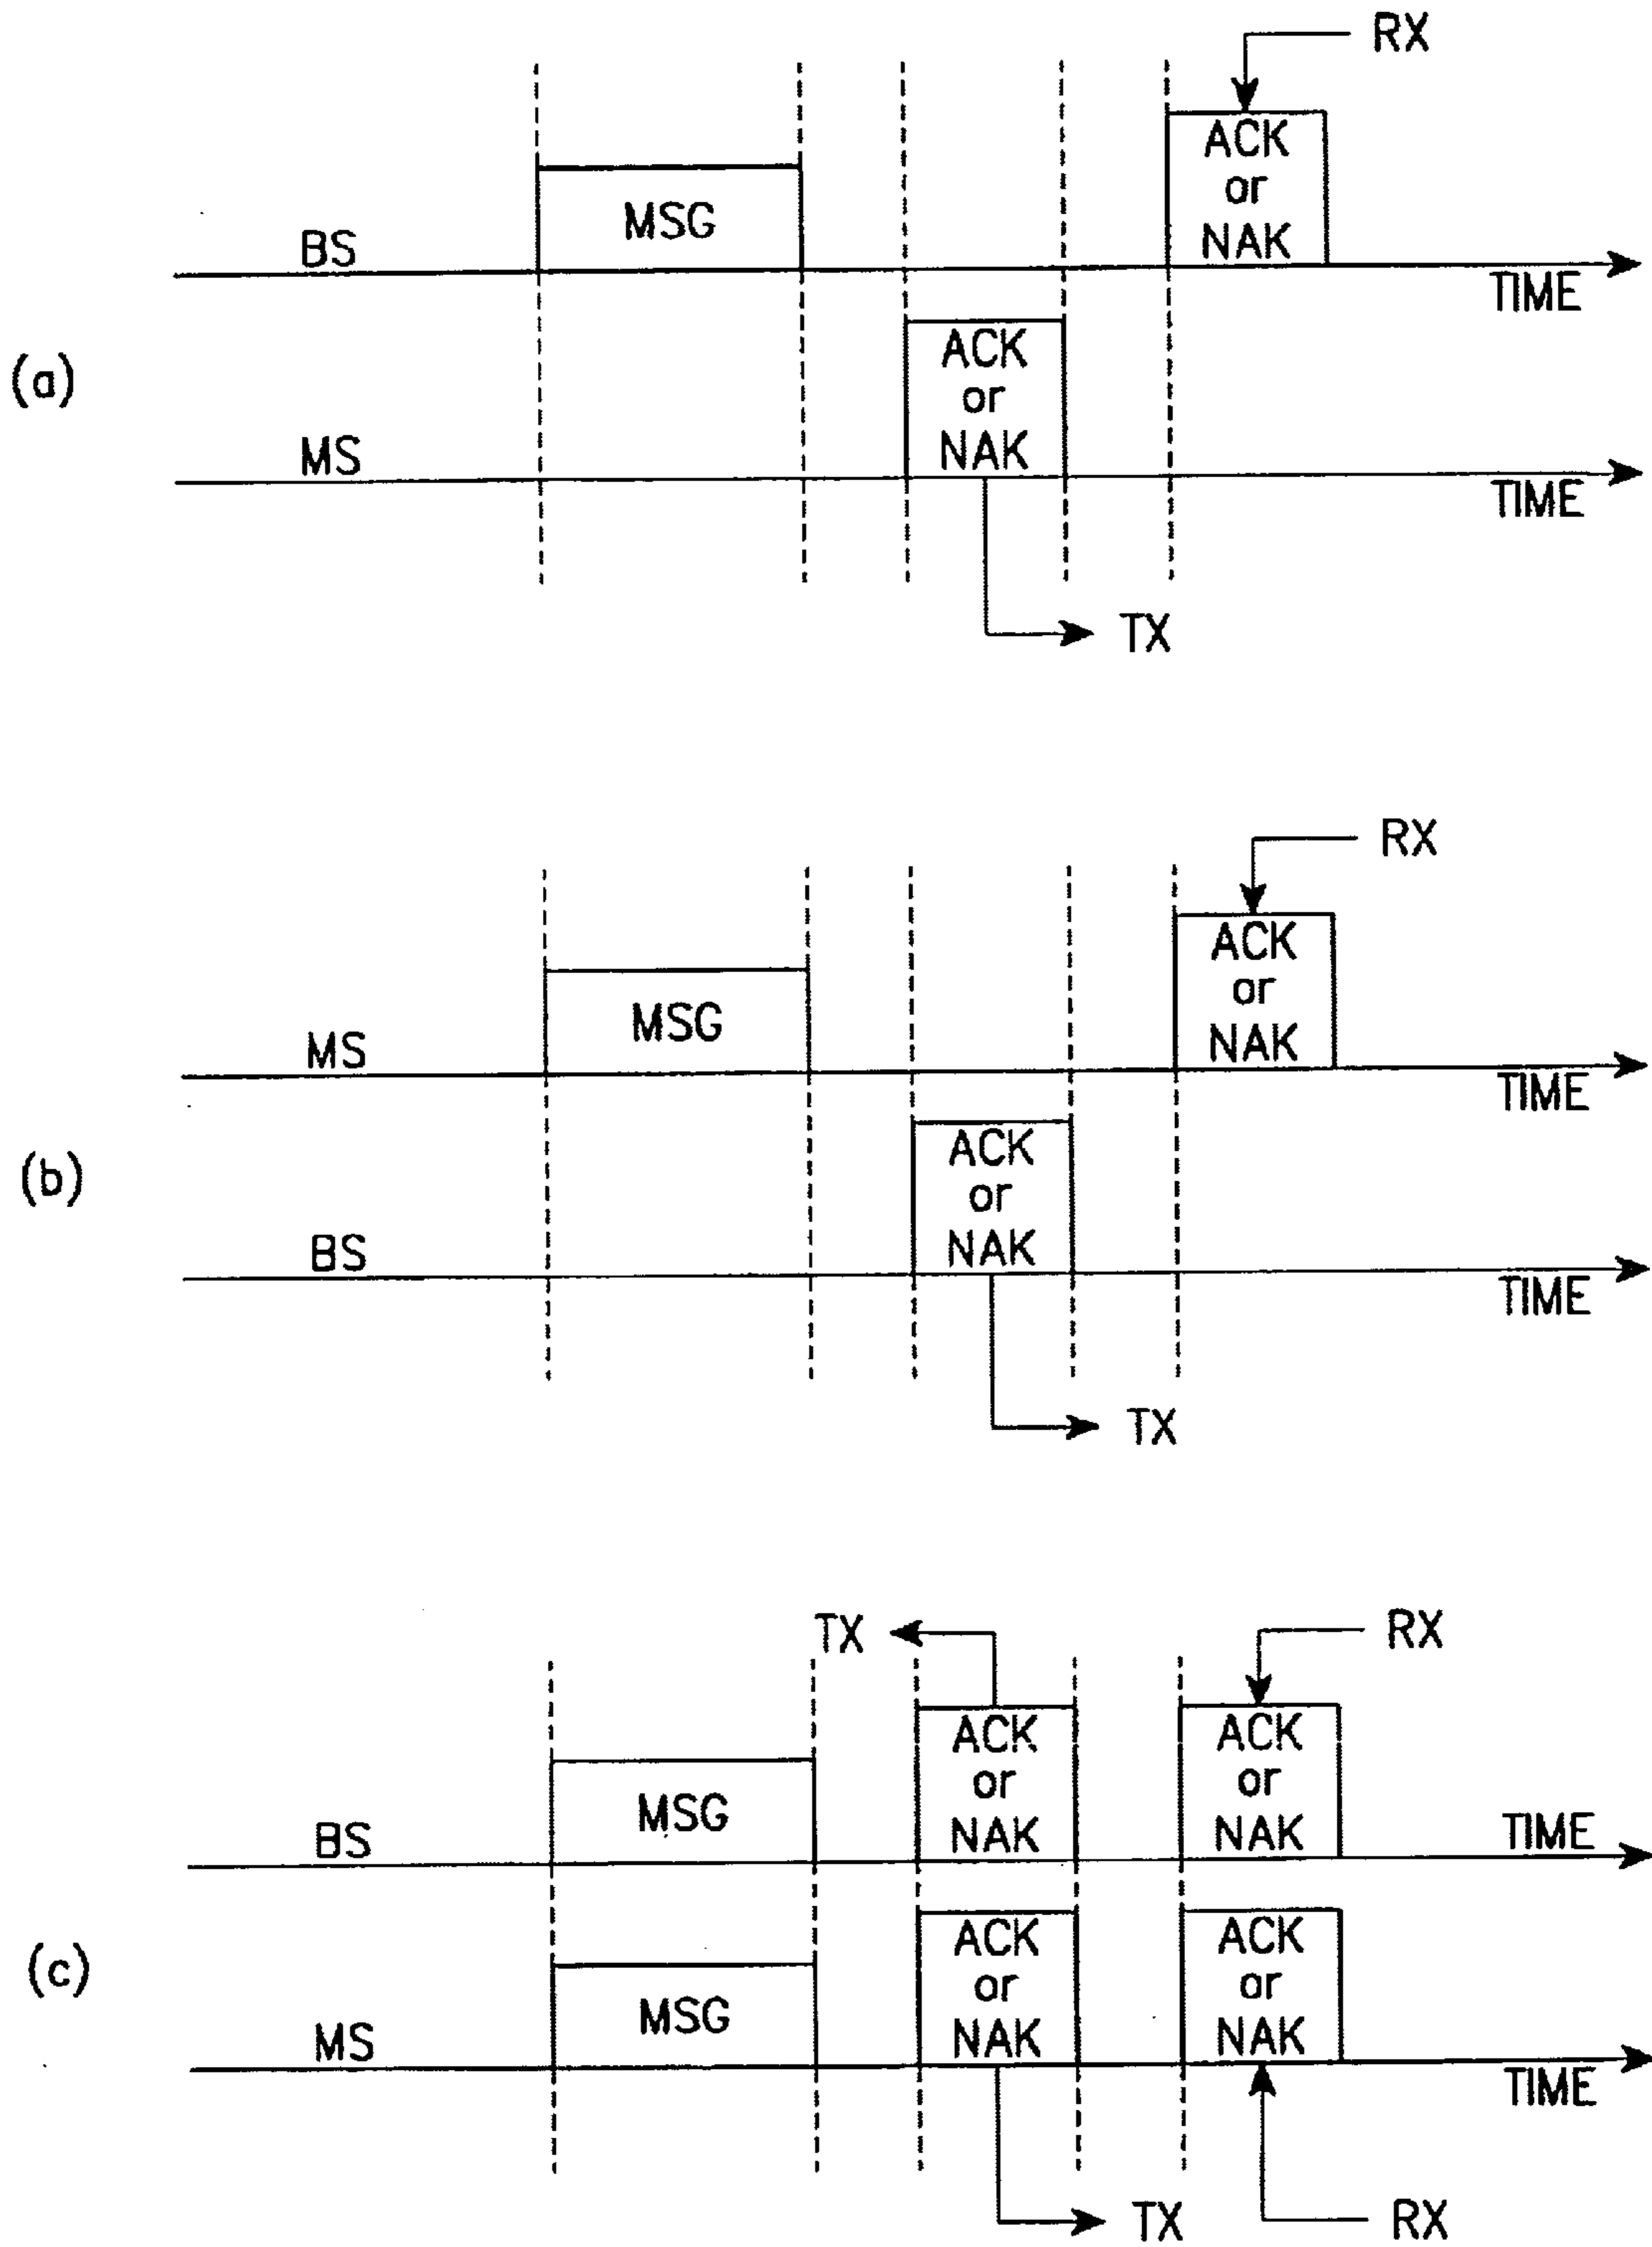 RX
ACK
or
NAK
MSG
BS
TIME
(a)
ACK
or
NAK
MS
TIME
TX
RX
ACK
or
NAK
MSG
MS
TIME
(b)
ACK
or
NAK
BS
TIME
TX
TX
RX
ACK
or
NAK
ACK
or
NAK
MSG
BS
TIME
(c)
ACK
or
NAK
ACK
or
NAK
MSG
MS
TIME
TX
RX